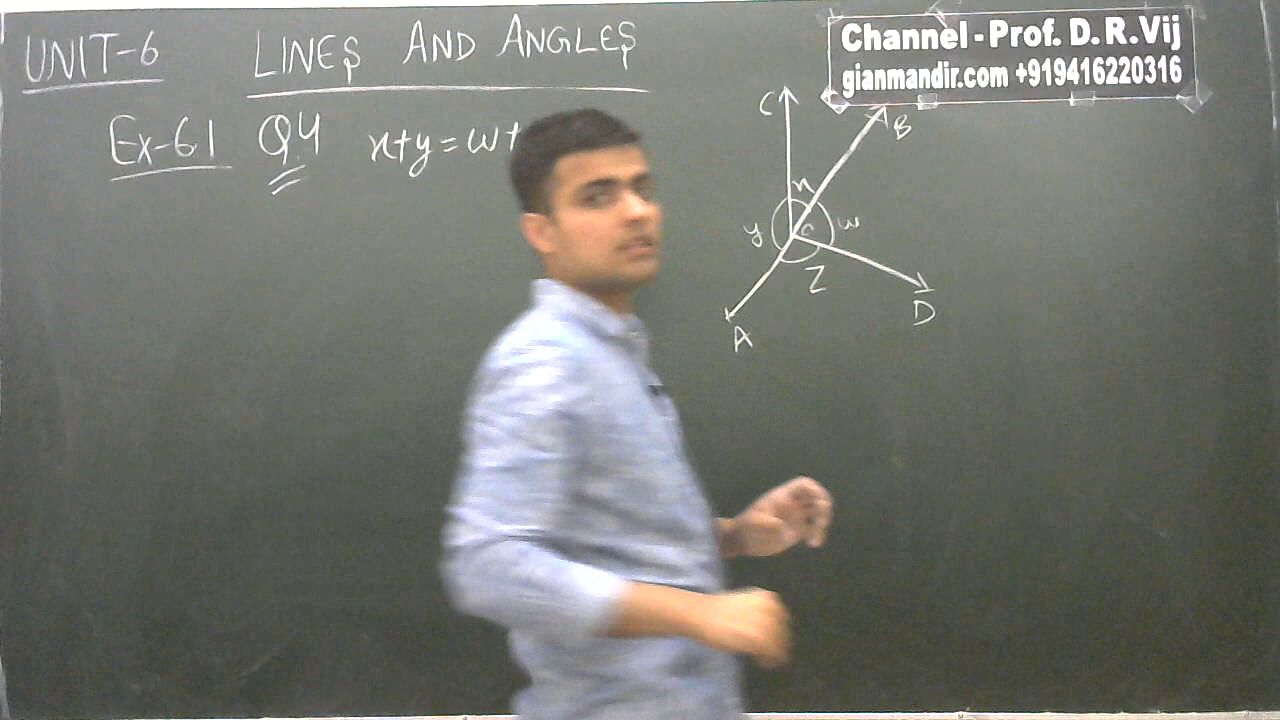 UNIT-6 LINES AND ANGLES
Channel - Prof. D. R. Vij
gianmandir.com +919416220316
Ex-6.1 Q4 x+y=w+
C
B
x
y
o
w
Z
D
A